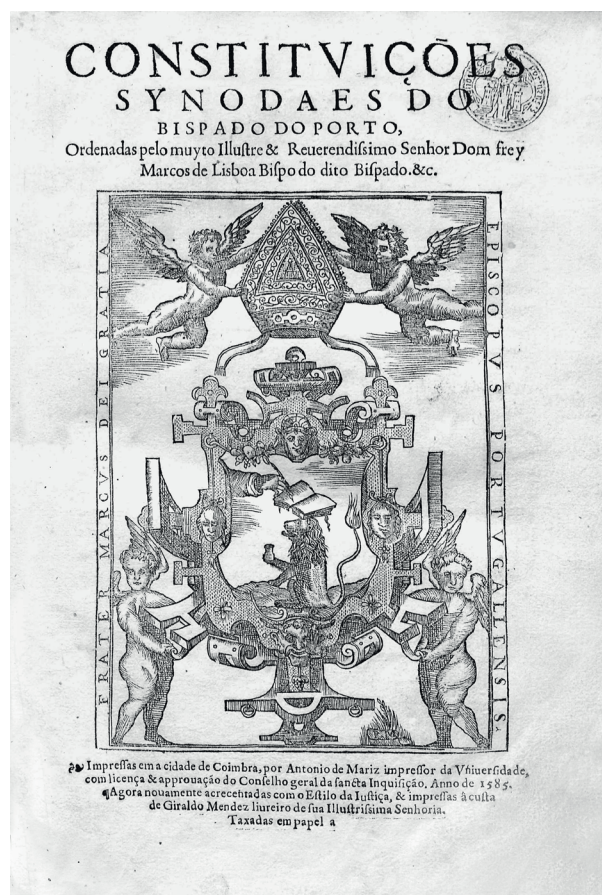 CONSTITVIÇÕES
SYNODAES DO
BISPADO DO PORTO,
Ordenadas pelo muyto Illuſtre & Reuerendiſsimo Senhor Dom frey
Marcos de Lisboa Biſpo do dito Biſpado.&c.
FRATER MARCVS DEI GRATIA
EPISCOPVS PORTVGALLENSIS.
Impreſſas em a cidade de Coimbra, por Antonio de Mariz impreſſor da Vniuerſidade,
com licença & approuação do Conſelho geral da ſancta Inquiſição, Anno de 1585.
¶Agora nouamente acrecentadas com o Eſtilo da Iuſtiça, & impreſſas à cuſta
de Giraldo Mendez liureiro de ſua Illuſtriſsima Senhoria.
Taxadas em papel a